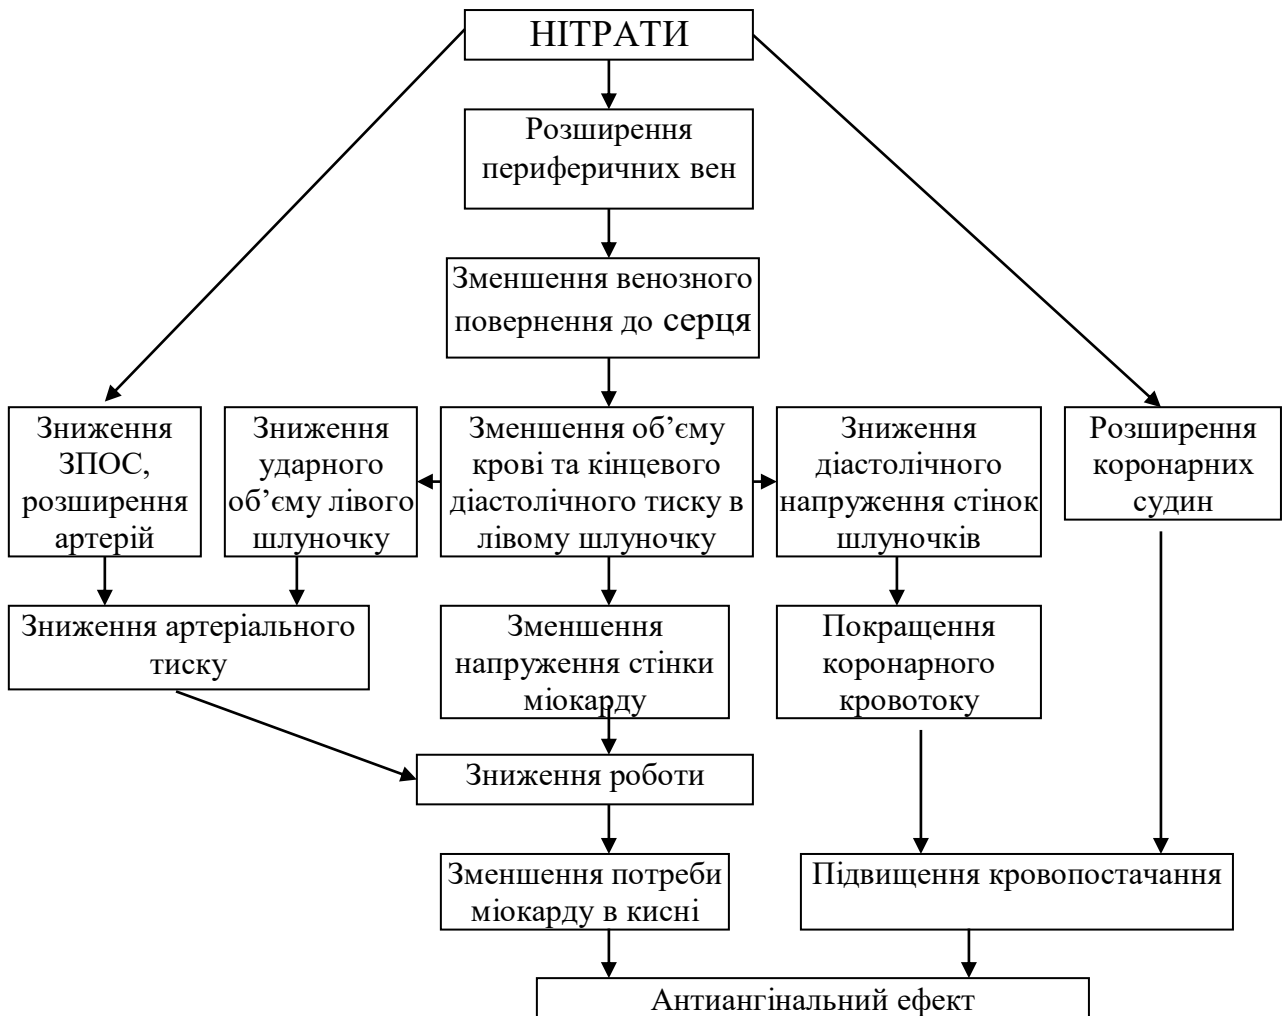 НІТРАТИ
Розширення
периферичних вен
Зменшення венозного
повернення до серця
Зниження
ЗПОС,
розширення
артерій
Зниження
ударного
об’єму лівого
шлуночку
Зменшення об’єму
крові та кінцевого
діастолічного тиску в
лівому шлуночку
Зниження
діастолічного
напруження стінок
шлуночків
Розширення
коронарних
судин
Зниження артеріального
тиску
Зменшення
напруження стінки
міокарду
Покращення
коронарного
кровотоку
Зниження роботи
Зменшення потреби
міокарду в кисні
Підвищення кровопостачання
Антиангінальний ефект